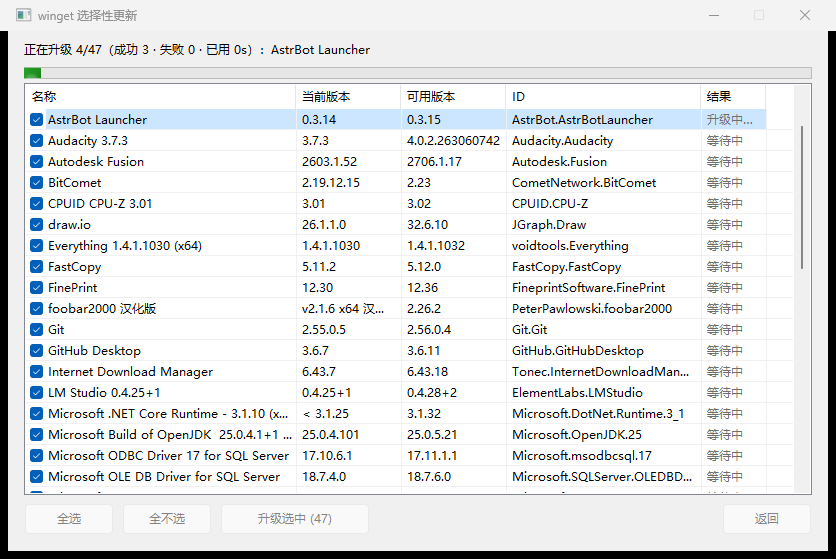 winget 选择性更新
正在升级 4/47（成功 3 · 失败 0 · 已用 0s）：AstrBot Launcher
名称 当前版本 可用版本 ID 结果
AstrBot Launcher 0.3.14 0.3.15 AstrBot.AstrBotLauncher 升级中...
Audacity 3.7.3 3.7.3 4.0.2.263060742 Audacity.Audacity 等待中
Autodesk Fusion 2603.1.52 2706.1.17 Autodesk.Fusion 等待中
BitComet 2.19.12.15 2.23 CometNetwork.BitComet 等待中
CPUID CPU-Z 3.01 3.01 3.02 CPUID.CPU-Z 等待中
draw.io 26.1.1.0 32.6.10 JGraph.Draw 等待中
Everything 1.4.1.1030 (x64) 1.4.1.1030 1.4.1.1032 voidtools.Everything 等待中
FastCopy 5.11.2 5.12.0 FastCopy.FastCopy 等待中
FinePrint 12.30 12.36 FineprintSoftware.FinePrint 等待中
foobar2000 汉化版 v2.1.6 x64 汉... 2.26.2 PeterPawlowski.foobar2000 等待中
Git 2.55.0.5 2.56.0.4 Git.Git 等待中
GitHub Desktop 3.6.7 3.6.11 GitHub.GitHubDesktop 等待中
Internet Download Manager 6.43.7 6.43.18 Tonec.InternetDownloadMan... 等待中
LM Studio 0.4.25+1 0.4.25+1 0.4.28+2 ElementLabs.LMStudio 等待中
Microsoft .NET Core Runtime - 3.1.10 (x... < 3.1.25 3.1.32 Microsoft.DotNet.Runtime.3_1 等待中
Microsoft Build of OpenJDK 25.0.4.1+1 ... 25.0.4.101 25.0.5.21 Microsoft.OpenJDK.25 等待中
Microsoft ODBC Driver 17 for SQL Server 17.10.6.1 17.11.1.1 Microsoft.msodbcsql.17 等待中
Microsoft OLE DB Driver for SQL Server 18.7.4.0 18.7.6.0 Microsoft.SQLServer.OLEDBD... 等待中
全选 全不选 升级选中 (47) 返回